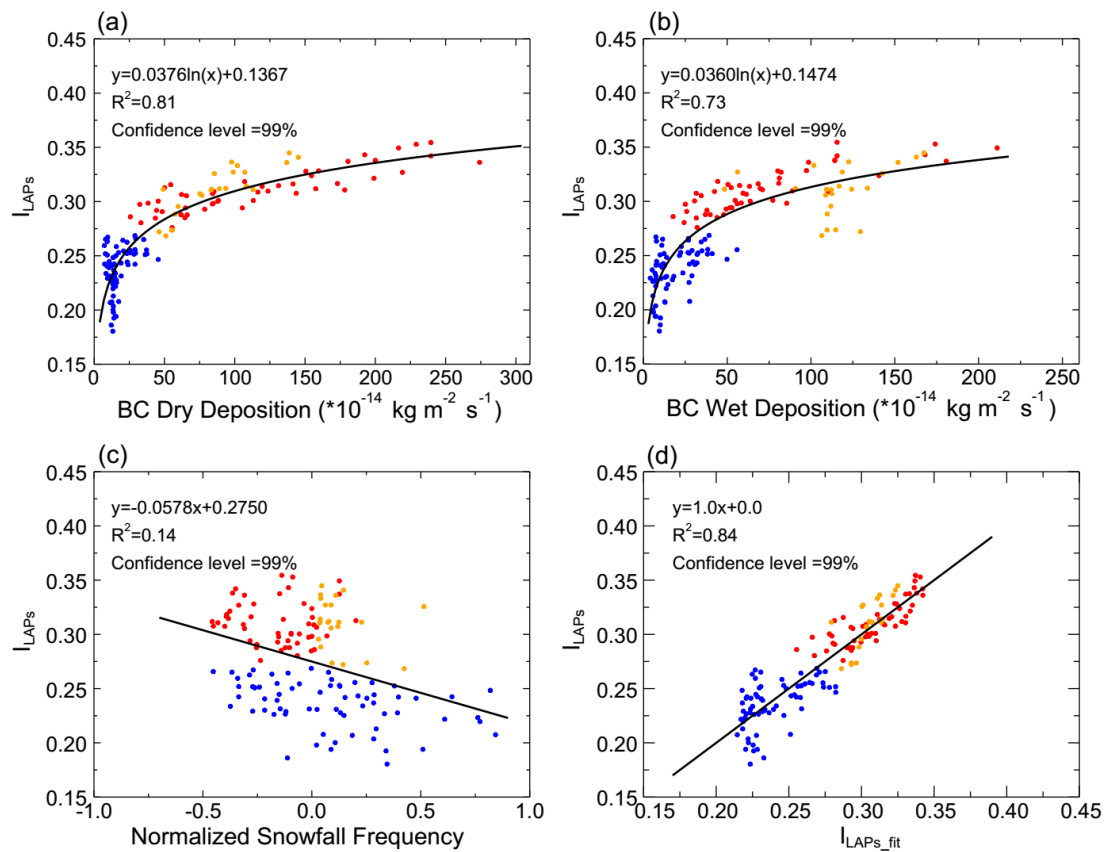 (a)
0.45
0.40
0.35
0.30
0.25
0.20
0.15
I_LAPs
y=0.0376ln(x)+0.1367
R²=0.81
Confidence level =99%
0 50 100 150 200 250 300
BC Dry Deposition (*10⁻¹⁴ kg m⁻² s⁻¹)
(b)
0.45
0.40
0.35
0.30
0.25
0.20
0.15
I_LAPs
y=0.0360ln(x)+0.1474
R²=0.73
Confidence level =99%
0 50 100 150 200 250
BC Wet Deposition (*10⁻¹⁴ kg m⁻² s⁻¹)
(c)
0.45
0.40
0.35
0.30
0.25
0.20
0.15
I_LAPs
y=-0.0578x+0.2750
R²=0.14
Confidence level =99%
-1.0 -0.5 0.0 0.5 1.0
Normalized Snowfall Frequency
(d)
0.45
0.40
0.35
0.30
0.25
0.20
0.15
I_LAPs
y=1.0x+0.0
R²=0.84
Confidence level =99%
0.15 0.20 0.25 0.30 0.35 0.40 0.45
I_LAPs_fit